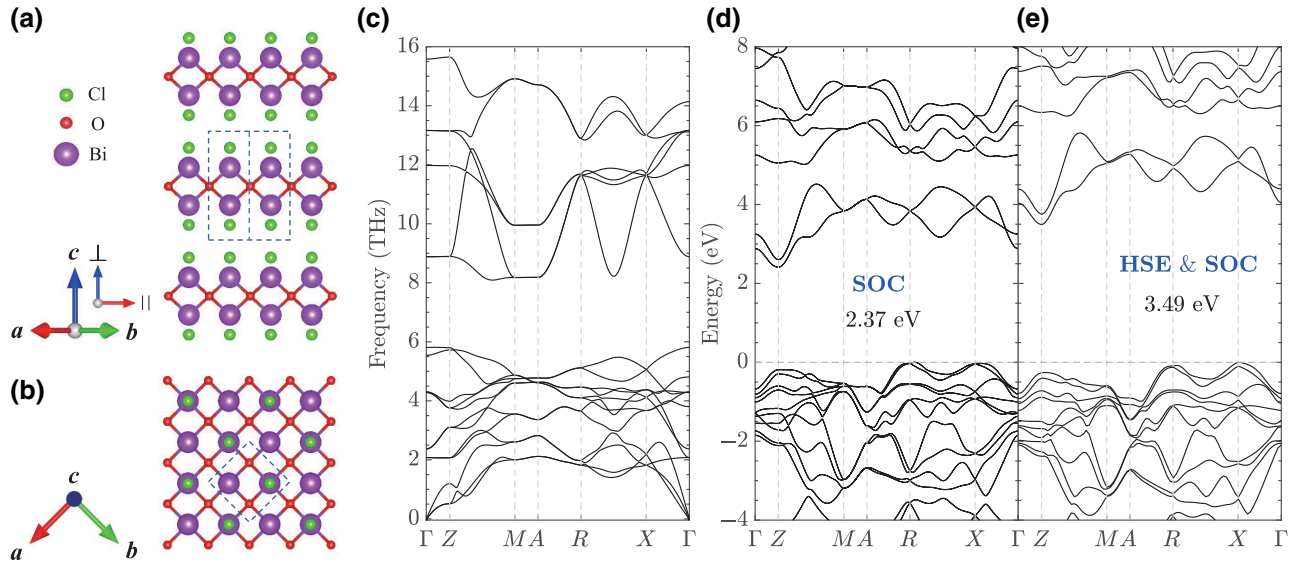 (a)
Cl
O
Bi
c
⊥
||
a
b
(b)
c
a
b
(c)
Frequency (THz)
16
14
12
10
8
6
4
2
0
Γ Z M A R X Γ
(d)
Energy (eV)
8
6
4
2
0
−2
−4
SOC
2.37 eV
Γ Z M A R X Γ
(e)
HSE & SOC
3.49 eV
Z M A R X Γ